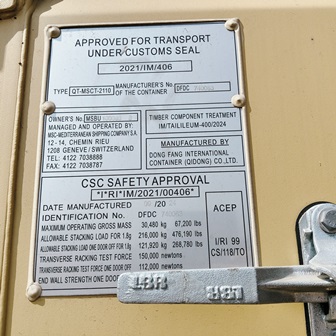 APPROVED FOR TRANSPORT
UNDER CUSTOMS SEAL
2021/IM/406
TYPE QT-MSCT-2110 MANUFACTURER'S No OF THE CONTAINER DFDC
OWNER'S No MSBU
MANAGED AND OPERATED BY:
MSC-MEDITERRANEAN SHIPPING COMPANY S.A.
12-14, CHEMIN RIEU
1208 GENEVE / SWITZERLAND
TEL: 4122 7038888
FAX: 4122 7038787
TIMBER COMPONENT TREATMENT
IM/TAILILEUM-400/2024
MANUFACTURED BY
DONG FANG INTERNATIONAL
CONTAINER (QIDONG) CO.,LTD.
CSC SAFETY APPROVAL
"I*RI*IM/2021/00406"
DATE MANUFACTURED
IDENTIFICATION No. DFDC
MAXIMUM OPERATING GROSS MASS 30,480 kg 67,200 lbs
ALLOWABLE STACKING LOAD FOR 1.8g 216,000 kg 476,190 lbs
ALLOWABLE STACKING LOAD ONE DOOR OFF FOR 1.8g 121,920 kg 268,780 lbs
TRANSVERSE RACKING TEST FORCE 150,000 newtons
TRANSVERSE RACKING TEST FORCE ONE DOOR OFF 112,000 newtons
END WALL STRENGTH ONE DOOR
ACEP
I/RI 99
CS/118/TO